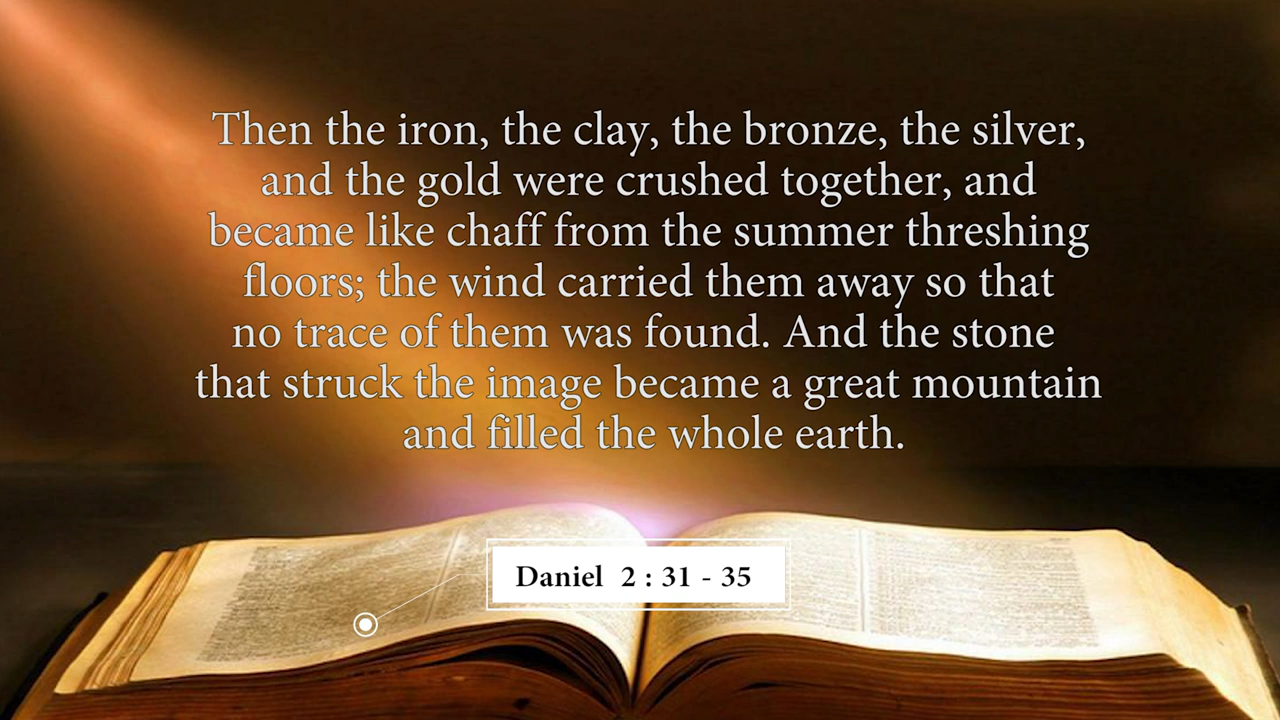 Then the iron, the clay, the bronze, the silver,
and the gold were crushed together, and
became like chaff from the summer threshing
floors; the wind carried them away so that
no trace of them was found. And the stone
that struck the image became a great mountain
and filled the whole earth.
Daniel 2 : 31 - 35